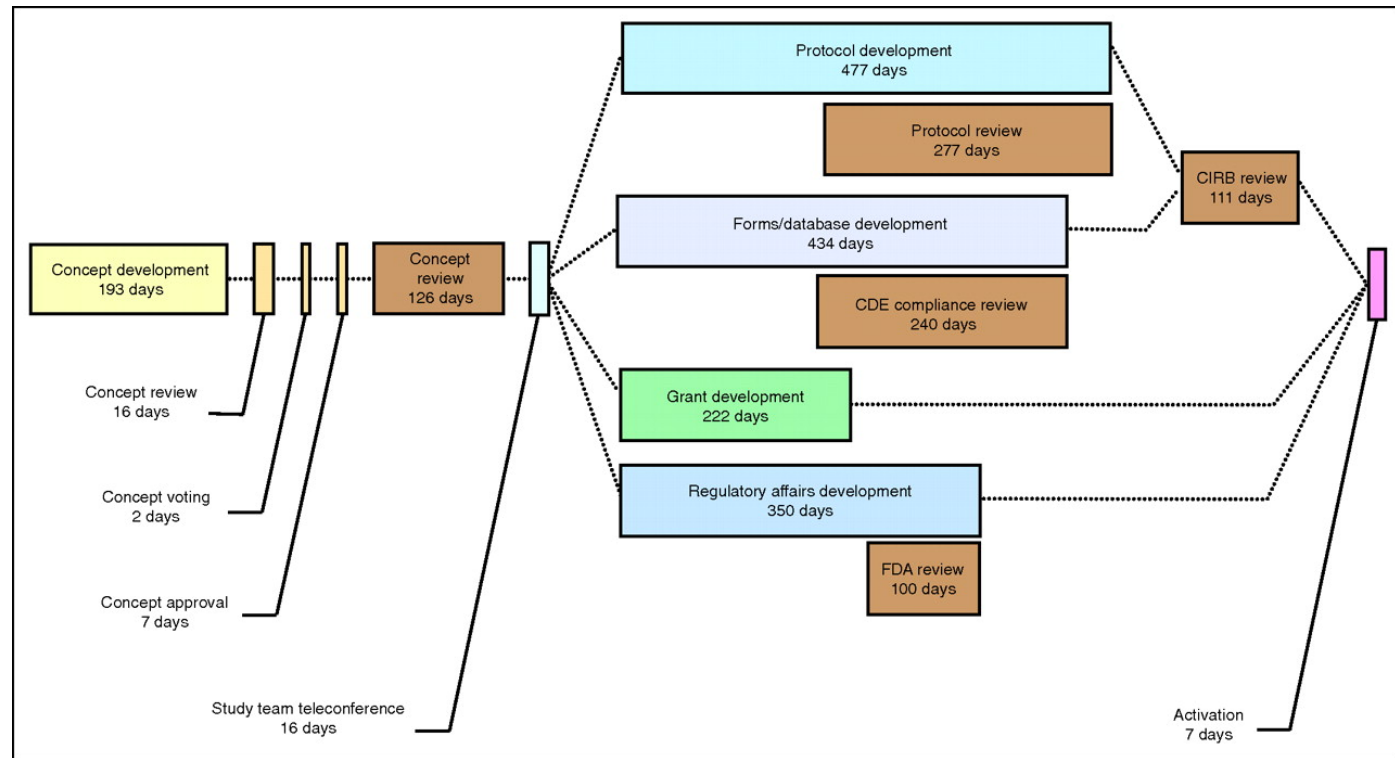 Protocol development
477 days
Protocol review
277 days
CIRB review
111 days
Forms/database development
434 days
Concept development
193 days
Concept
review
126 days
CDE compliance review
240 days
Concept review
16 days
Grant development
222 days
Concept voting
2 days
Regulatory affairs development
350 days
FDA review
100 days
Concept approval
7 days
Study team teleconference
16 days
Activation
7 days